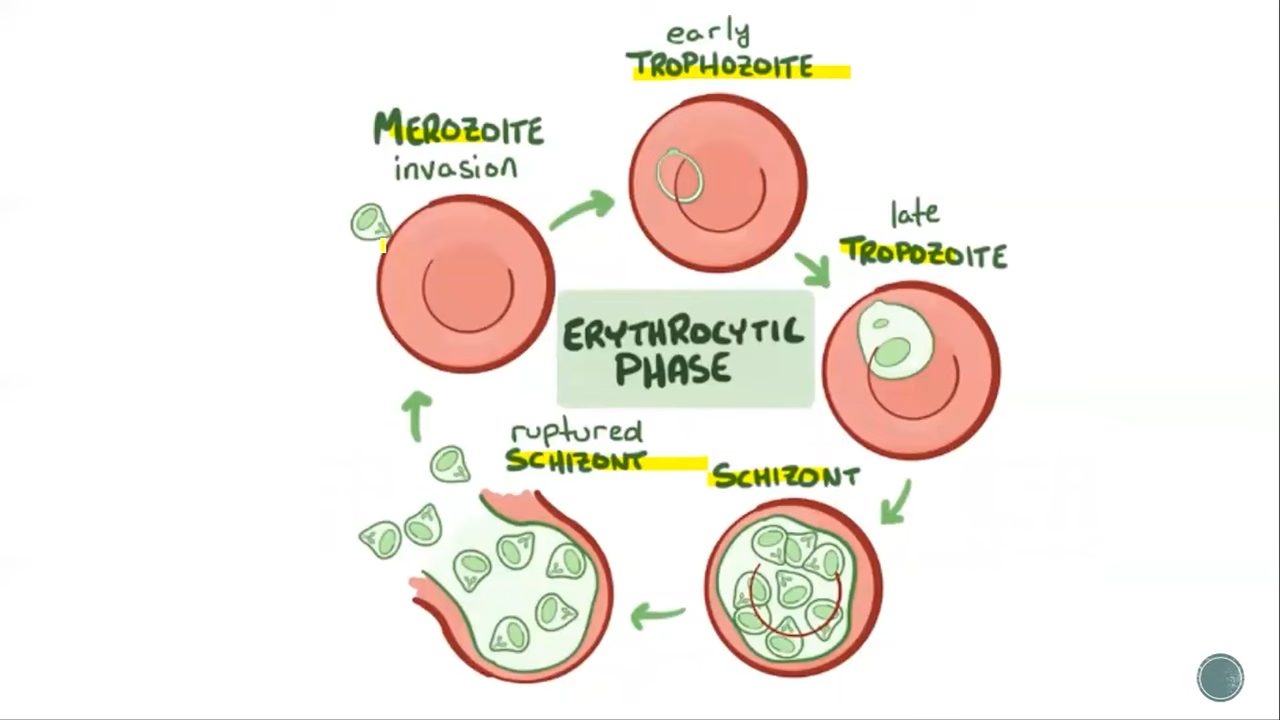 early
TROPHOZOITE
MEROZOITE
invasion
late
TROPOZOITE
ERYTHROCYTIC
PHASE
ruptured
SCHIZONT
SCHIZONT